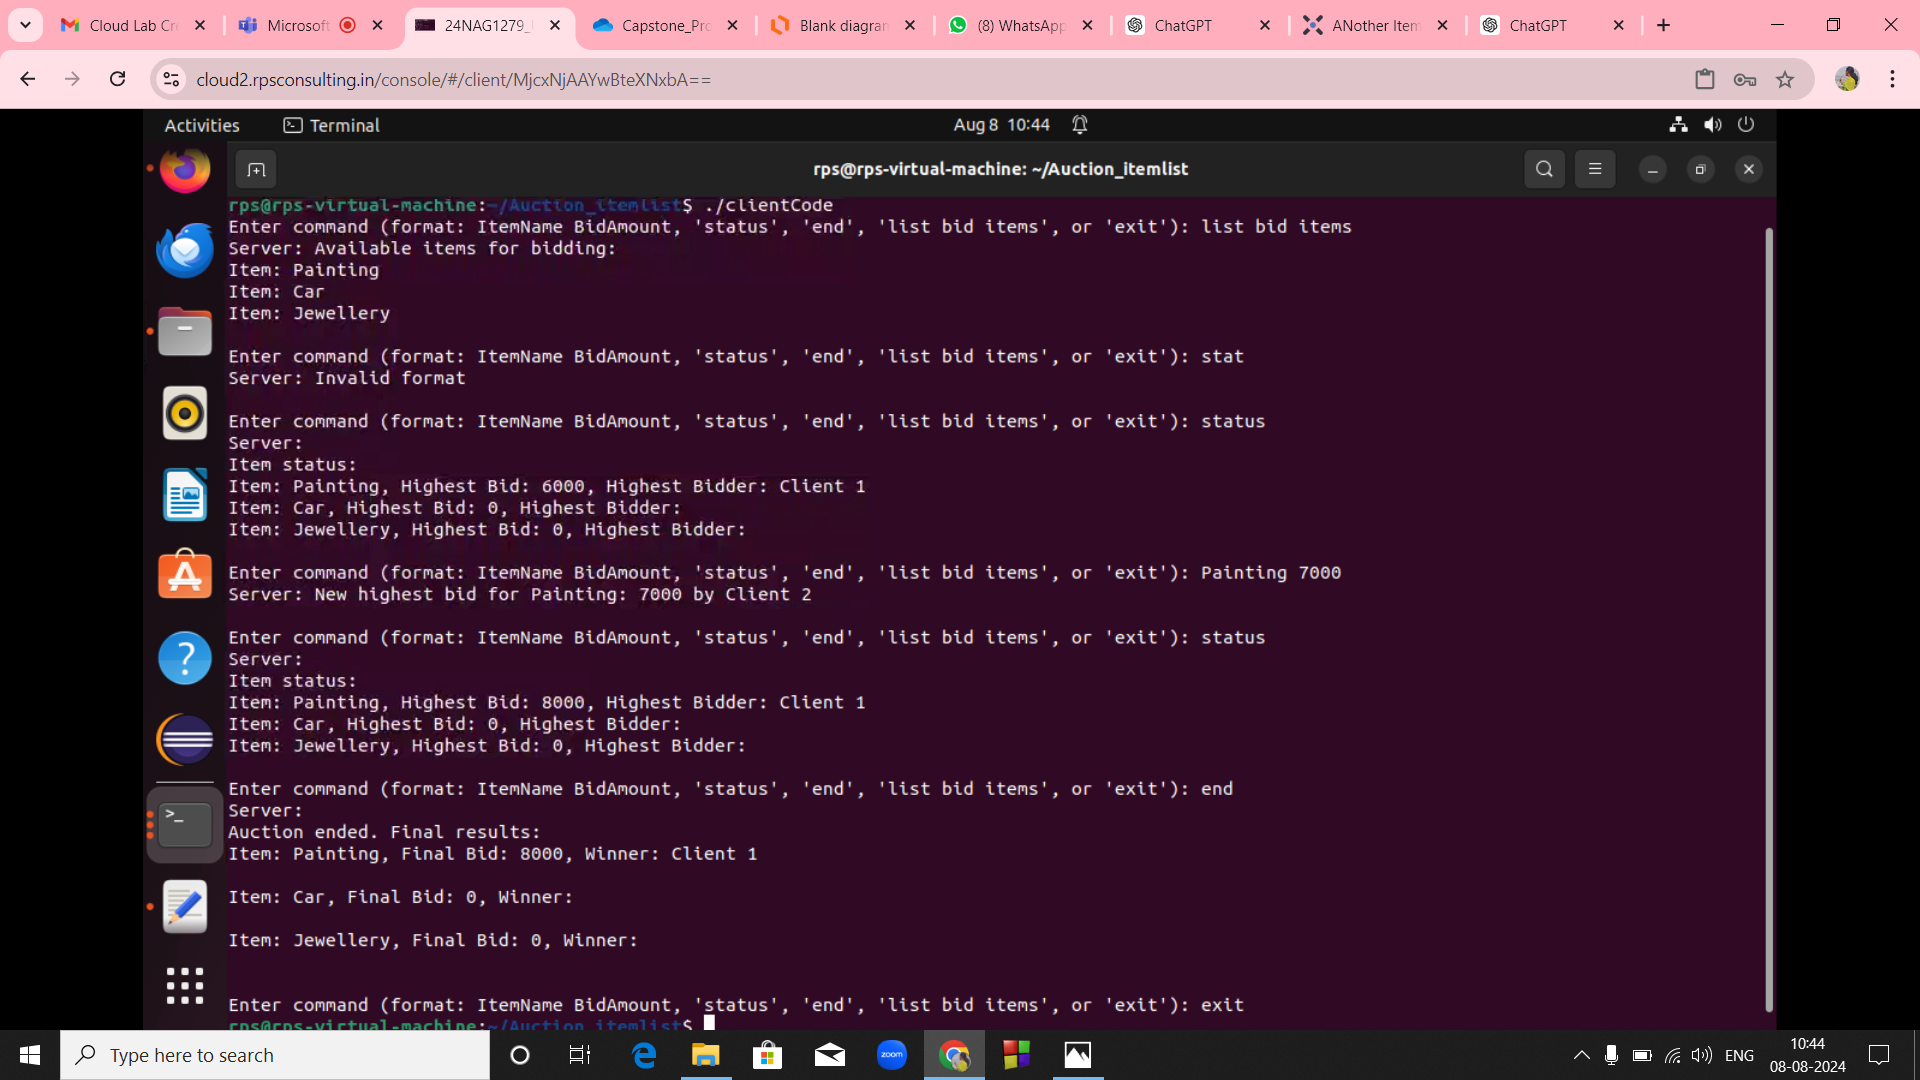 Cloud Lab Cr
Microsoft
24NAG1279_
Capstone_Pro
Blank diagran
(8) WhatsApp
ChatGPT
ANother Item
ChatGPT
cloud2.rpsconsulting.in/console/#/client/MjcxNjAAYwBteXNxbA==
Activities
Terminal
Aug 8 10:44
rps@rps-virtual-machine: ~/Auction_itemlist
rps@rps-virtual-machine:~/Auction_itemlist$ ./clientCode
Enter command (format: ItemName BidAmount, 'status', 'end', 'list bid items', or 'exit'): list bid items
Server: Available items for bidding:
Item: Painting
Item: Car
Item: Jewellery
Enter command (format: ItemName BidAmount, 'status', 'end', 'list bid items', or 'exit'): stat
Server: Invalid format
Enter command (format: ItemName BidAmount, 'status', 'end', 'list bid items', or 'exit'): status
Server:
Item status:
Item: Painting, Highest Bid: 6000, Highest Bidder: Client 1
Item: Car, Highest Bid: 0, Highest Bidder:
Item: Jewellery, Highest Bid: 0, Highest Bidder:
Enter command (format: ItemName BidAmount, 'status', 'end', 'list bid items', or 'exit'): Painting 7000
Server: New highest bid for Painting: 7000 by Client 2
Enter command (format: ItemName BidAmount, 'status', 'end', 'list bid items', or 'exit'): status
Server:
Item status:
Item: Painting, Highest Bid: 8000, Highest Bidder: Client 1
Item: Car, Highest Bid: 0, Highest Bidder:
Item: Jewellery, Highest Bid: 0, Highest Bidder:
Enter command (format: ItemName BidAmount, 'status', 'end', 'list bid items', or 'exit'): end
Server:
Auction ended. Final results:
Item: Painting, Final Bid: 8000, Winner: Client 1
Item: Car, Final Bid: 0, Winner:
Item: Jewellery, Final Bid: 0, Winner:
Enter command (format: ItemName BidAmount, 'status', 'end', 'list bid items', or 'exit'): exit
rps@rps-virtual-machine:~/Auction_itemlist$
Type here to search
zoom
ENG
10:44
08-08-2024